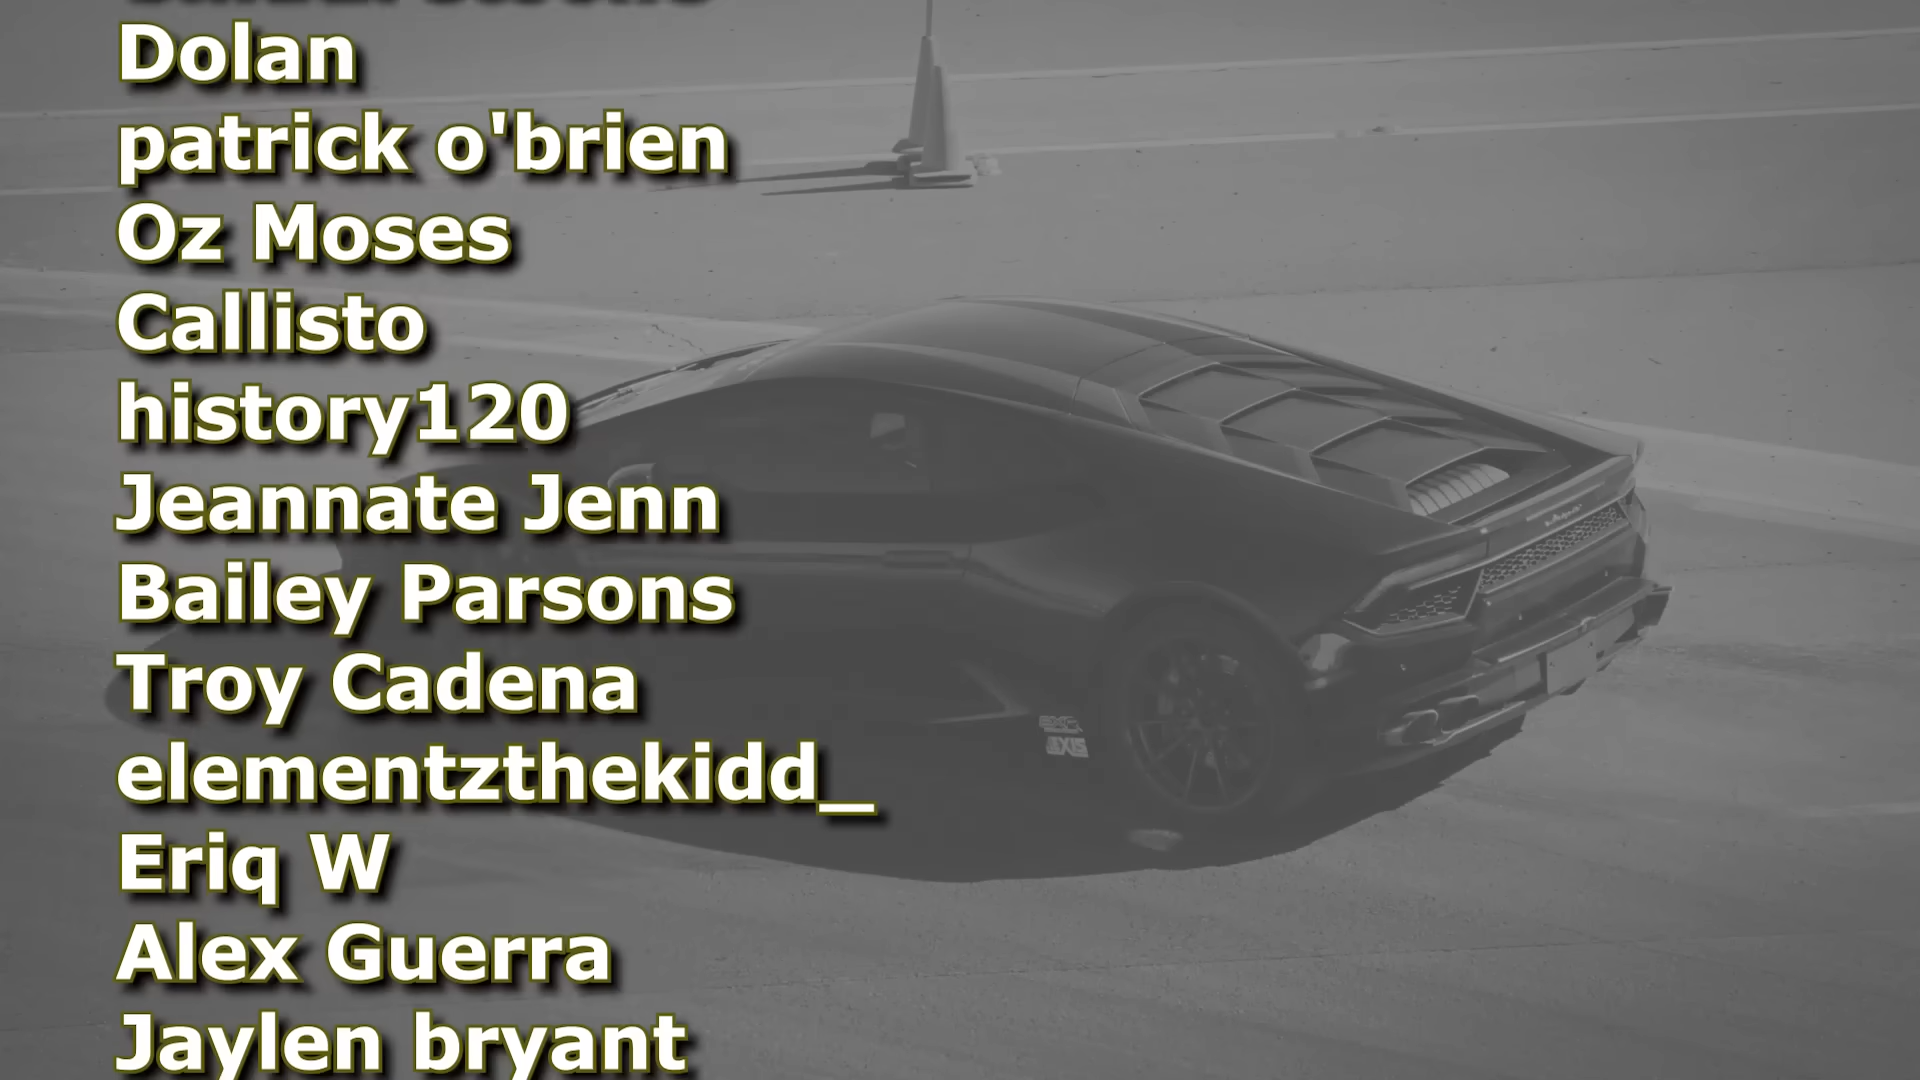 Dolan
patrick o'brien
Oz Moses
Callisto
history120
Jeannate Jenn
Bailey Parsons
Troy Cadena
elementzthekidd_
Eriq W
Alex Guerra
Jaylen bryant